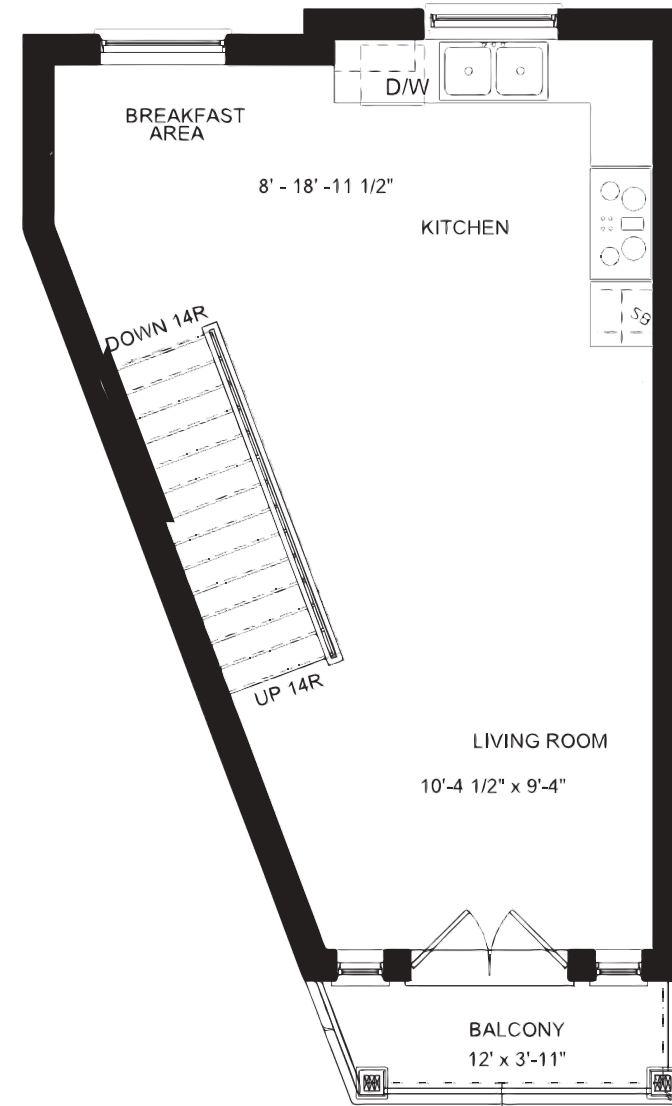 D/W
BREAKFAST
AREA
8' - 18' -11 1/2"
KITCHEN
SB
DOWN 14R
UP 14R
LIVING ROOM
10'-4 1/2" x 9'-4"
BALCONY
12' x 3'-11"